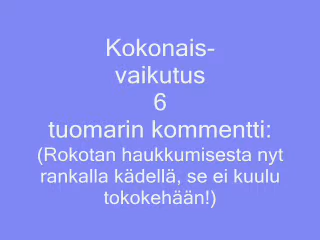 Kokonais-
vaikutus
6
tuomarin kommentti:
(Rokotan haukkumisesta nyt
rankalla kädellä, se ei kuulu
tokokehään!)